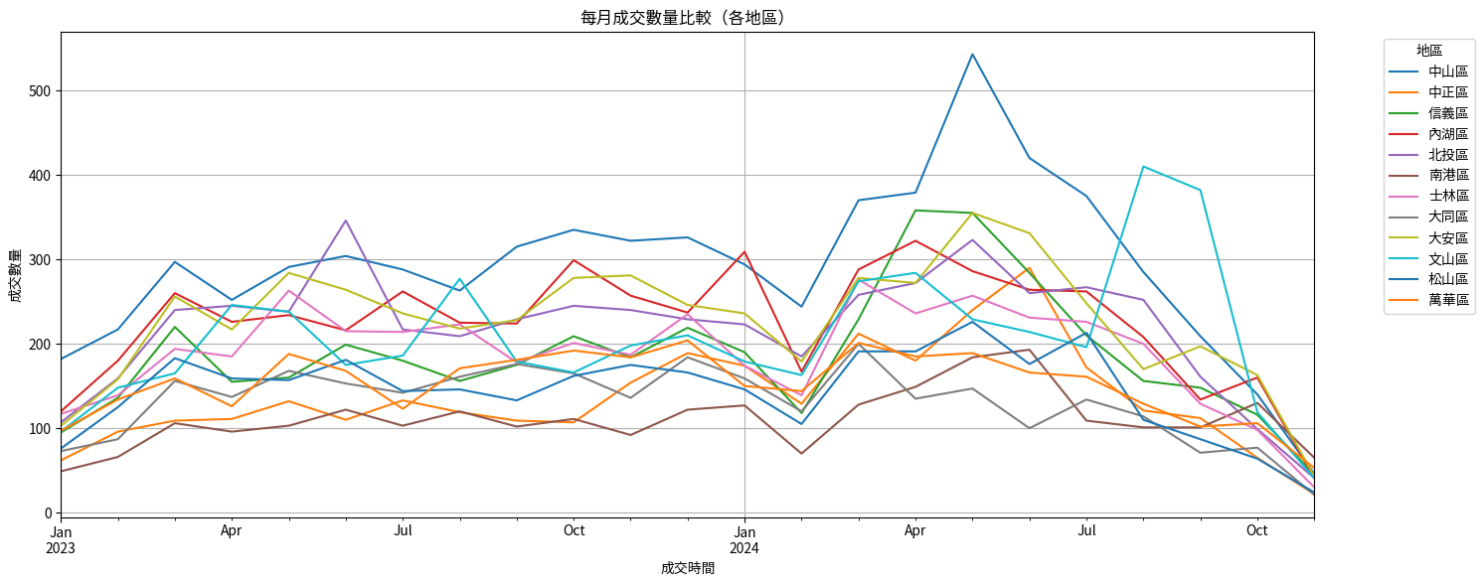 每月成交數量比較（各地區）
成交數量
500
400
300
200
100
0
Jan
2023
Apr
Jul
Oct
Jan
2024
Apr
Jul
Oct
成交時間
地區
中山區
中正區
信義區
內湖區
北投區
南港區
士林區
大同區
大安區
文山區
松山區
萬華區